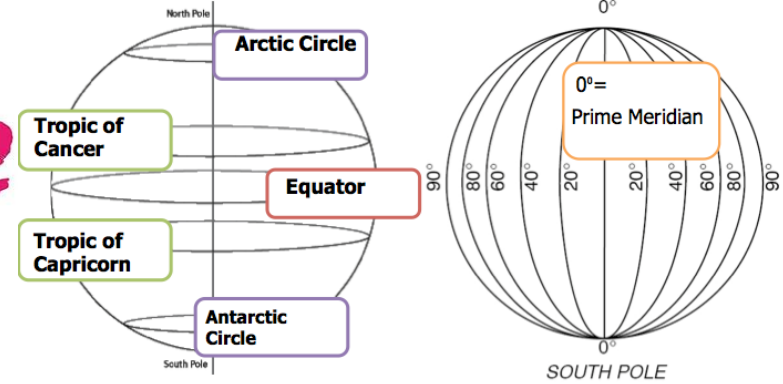 North Pole
Arctic Circle
Tropic of
Cancer
Equator
Tropic of
Capricorn
Antarctic
Circle
South Pole
0°
0º=
Prime Meridian
90° 80° 60° 40° 20° 20° 40° 60° 80° 90°
0°
SOUTH POLE